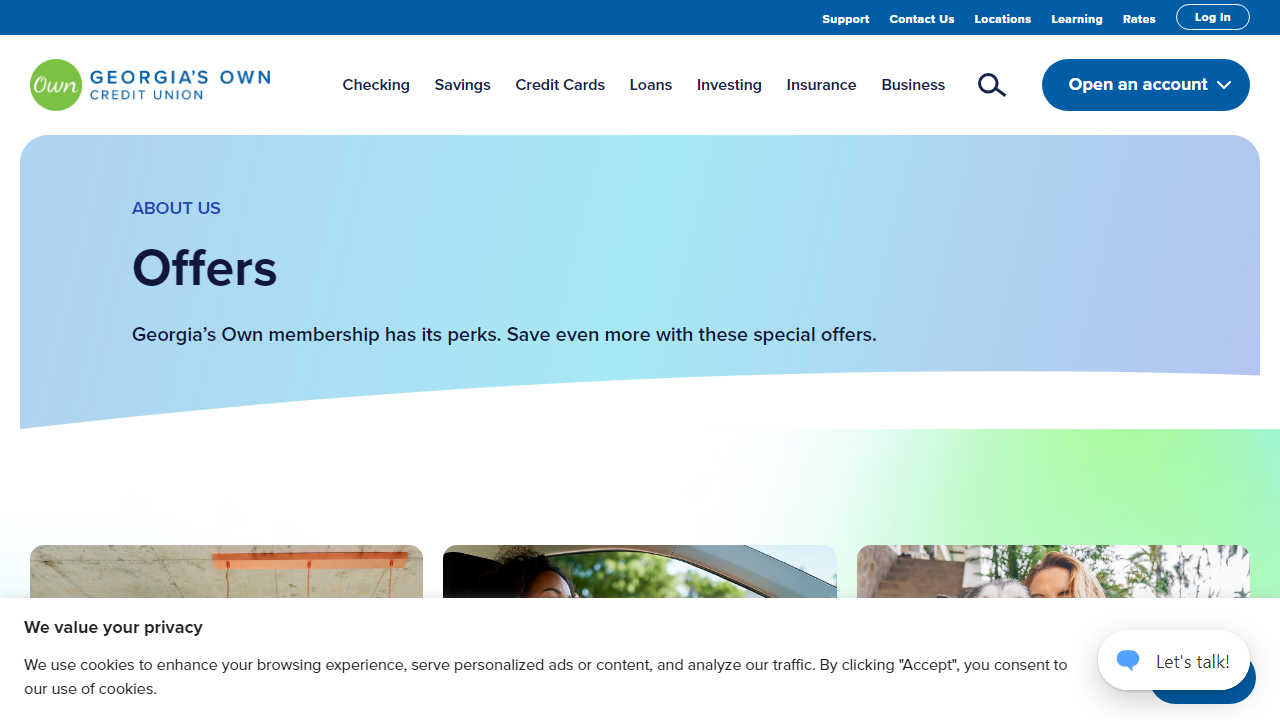 Support Contact Us Locations Learning Rates Log In
Own GEORGIA'S OWN
CREDIT UNION
Checking Savings Credit Cards Loans Investing Insurance Business Open an account
ABOUT US
Offers
Georgia’s Own membership has its perks. Save even more with these special offers.
We value your privacy
We use cookies to enhance your browsing experience, serve personalized ads or content, and analyze our traffic. By clicking "Accept", you consent to
our use of cookies.
Let's talk!